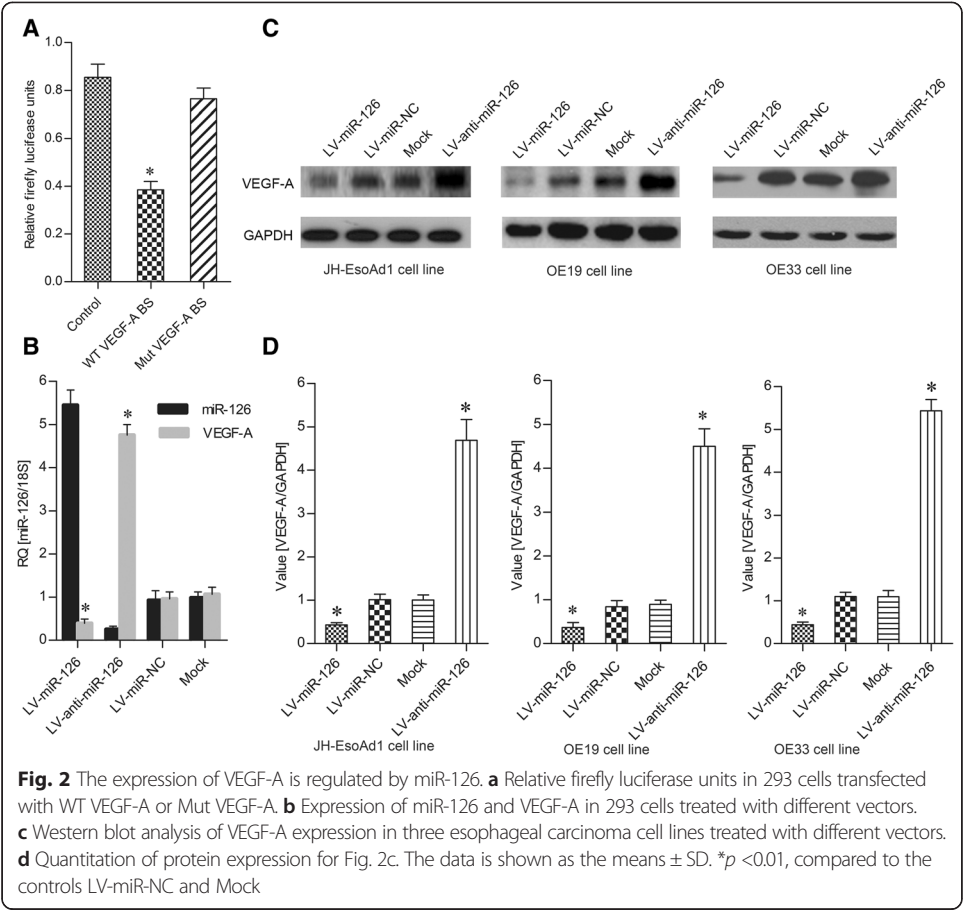 A
Relative firefly lucifease units
1.0
0.8
0.6
0.4
0.2
0.0
*
Control
WT VEGF-A BS
Mut VEGF-A BS
C
LV-miR-126
LV-miR-NC
Mock
LV-anti-miR-126
LV-miR-126
LV-miR-NC
Mock
LV-anti-miR-126
LV-miR-126
LV-miR-NC
Mock
LV-anti-miR-126
VEGF-A
GAPDH
JH-EsoAd1 cell line
OE19 cell line
OE33 cell line
B
RQ [miR-126/18S]
6
5
4
3
2
1
0
miR-126
VEGF-A
*
*
LV-miR-126
LV-anti-miR-126
LV-miR-NC
Mock
D
Value [VEGF-A/GAPDH]
6
5
4
3
2
1
0
*
*
LV-miR-126
LV-miR-NC
Mock
LV-anti-miR-126
JH-EsoAd1 cell line
Value [VEGF-A/GAPDH]
6
5
4
3
2
1
0
*
*
LV-miR-126
LV-miR-NC
Mock
LV-anti-miR-126
OE19 cell line
Value [VEGF-A/GAPDH]
6
5
4
3
2
1
0
*
*
LV-miR-126
LV-miR-NC
Mock
LV-anti-miR-126
OE33 cell line
Fig. 2 The expression of VEGF-A is regulated by miR-126. a Relative firefly luciferase units in 293 cells transfected
with WT VEGF-A or Mut VEGF-A. b Expression of miR-126 and VEGF-A in 293 cells treated with different vectors.
c Western blot analysis of VEGF-A expression in three esophageal carcinoma cell lines treated with different vectors.
d Quantitation of protein expression for Fig. 2c. The data is shown as the means ± SD. *p <0.01, compared to the
controls LV-miR-NC and Mock